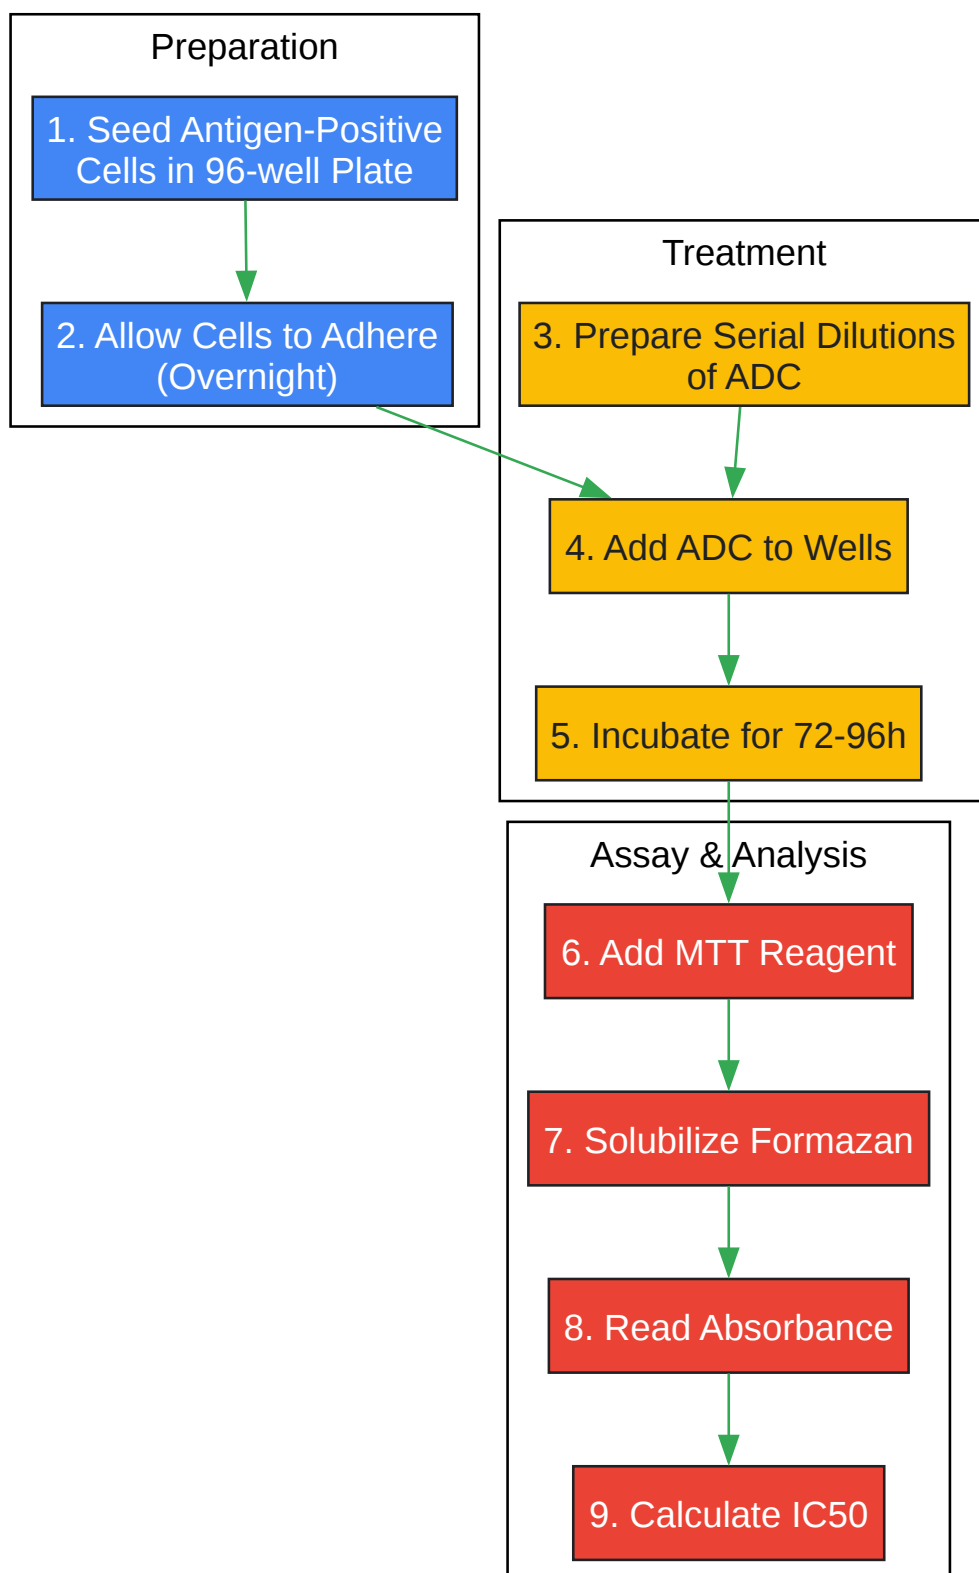 Preparation
1. Seed Antigen-Positive
Cells in 96-well Plate
2. Allow Cells to Adhere
(Overnight)
Treatment
3. Prepare Serial Dilutions
of ADC
4. Add ADC to Wells
5. Incubate for 72-96h
Assay & Analysis
6. Add MTT Reagent
7. Solubilize Formazan
8. Read Absorbance
9. Calculate IC50